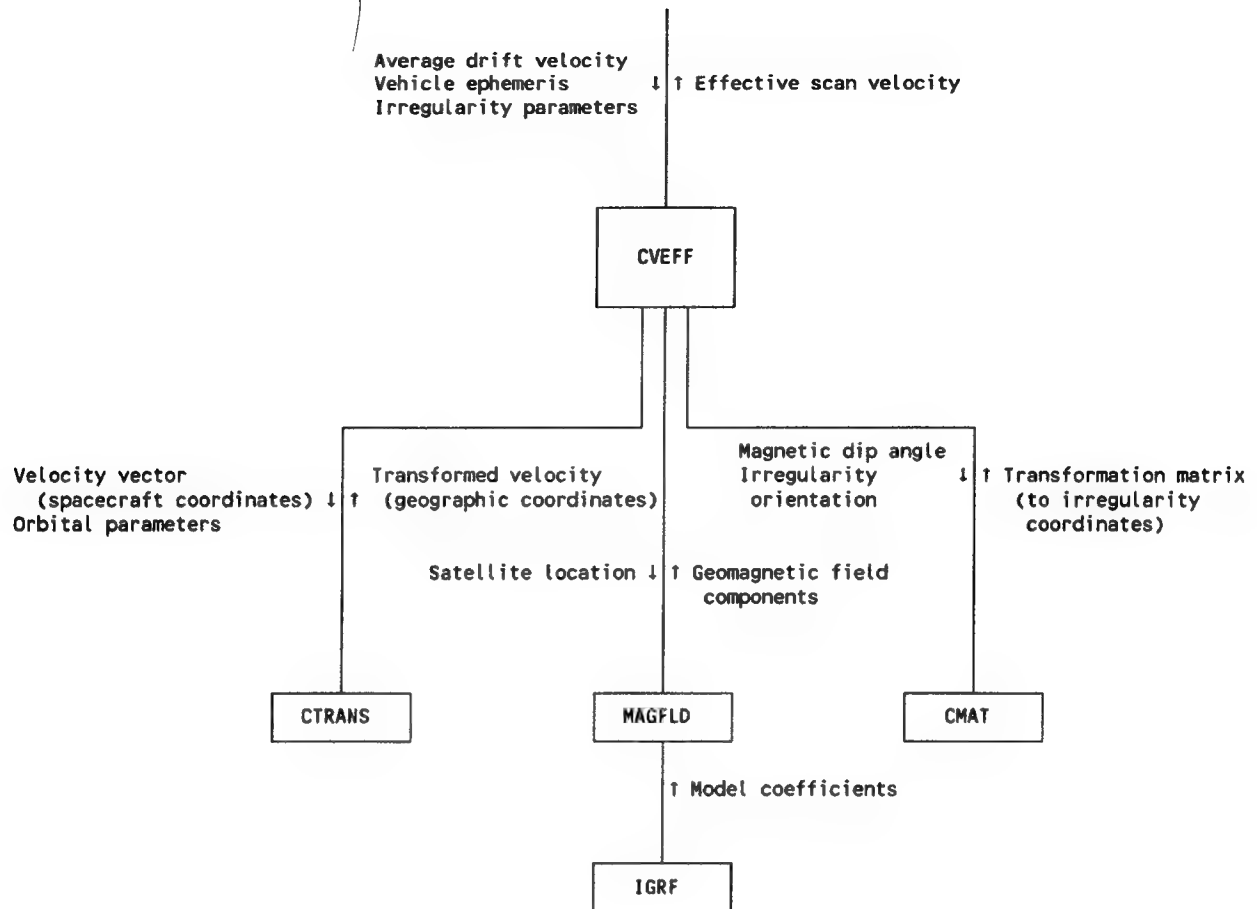 Average drift velocity
Vehicle ephemeris ↓ ↑ Effective scan velocity
Irregularity parameters
CVEFF
Velocity vector
(spacecraft coordinates) ↓
Orbital parameters
↑ Transformed velocity
(geographic coordinates)
Magnetic dip angle
Irregularity ↓
orientation
↑ Transformation matrix
(to irregularity
coordinates)
Satellite location ↓ ↑ Geomagnetic field
components
CTRANS
MAGFLD
CMAT
↑ Model coefficients
IGRF